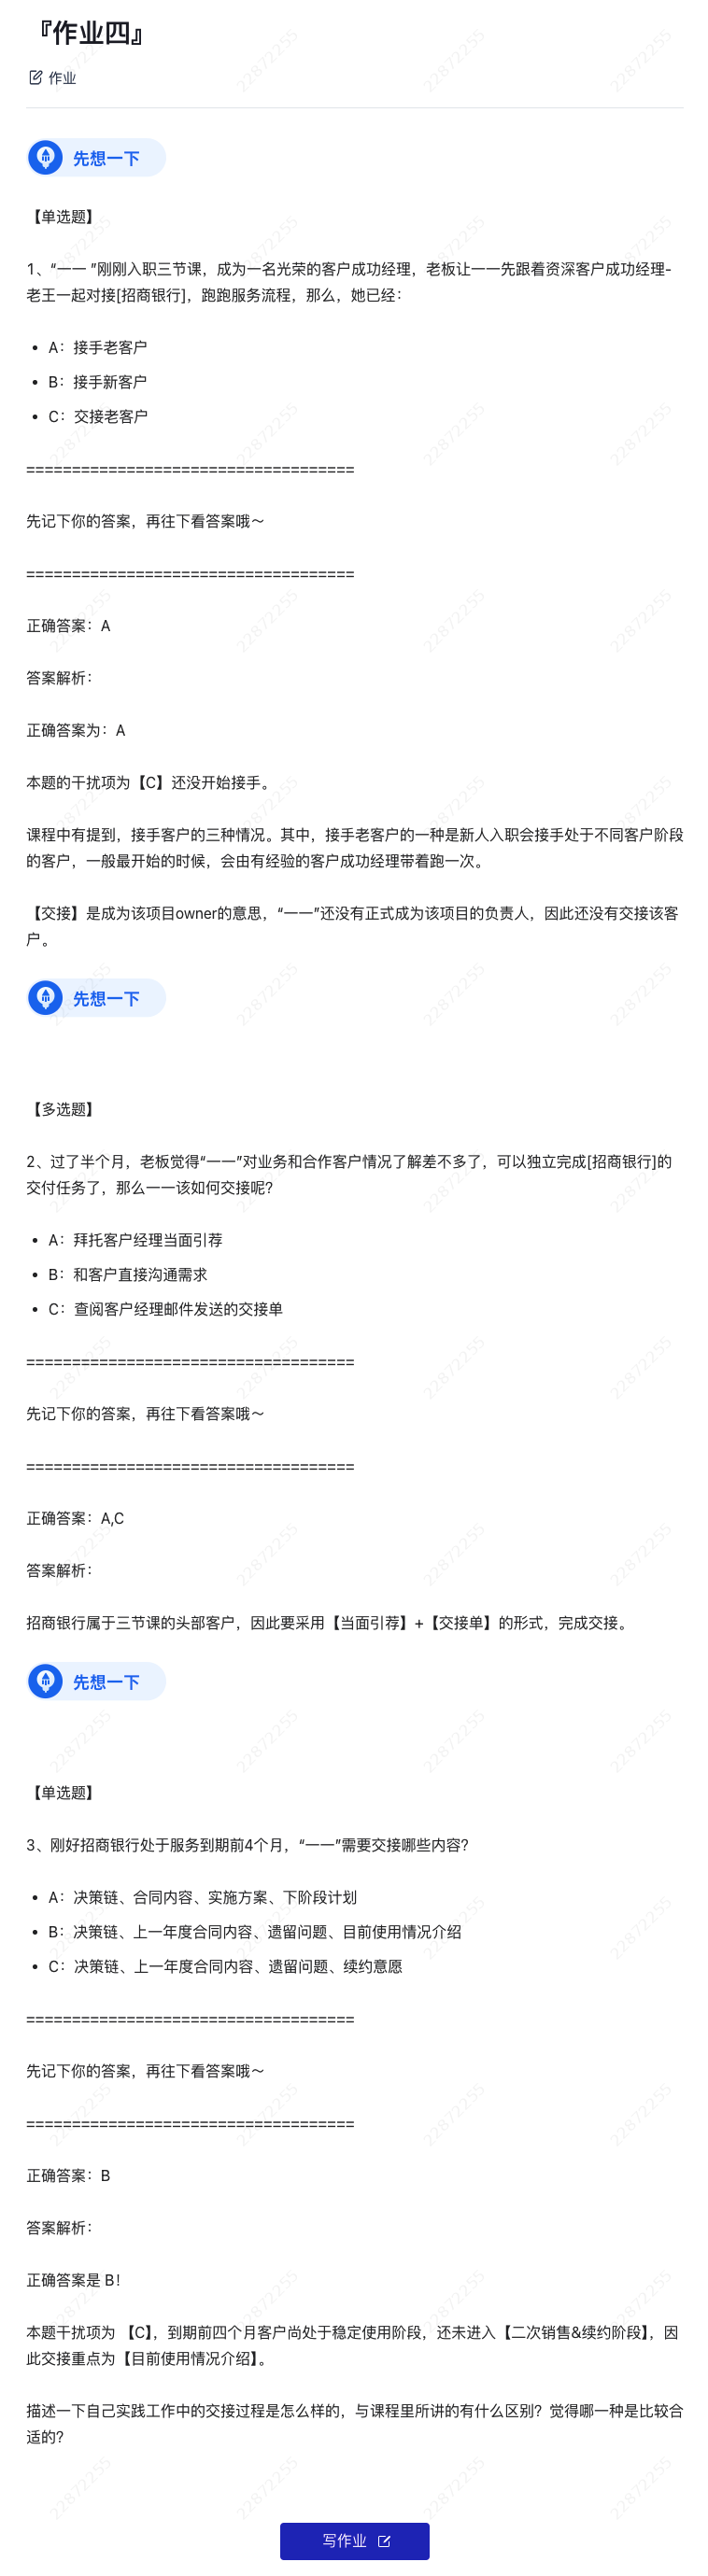 『作业四』
作业
先想一下
【单选题】
1、“一一 ”刚刚入职三节课，成为一名光荣的客户成功经理，老板让一一先跟着资深客户成功经理-
老王一起对接[招商银行]，跑跑服务流程，那么，她已经：
• A：接手老客户
• B：接手新客户
• C：交接老客户
====================================
先记下你的答案，再往下看答案哦～
====================================
正确答案：A
答案解析：
正确答案为：A
本题的干扰项为【C】还没开始接手。
课程中有提到，接手客户的三种情况。其中，接手老客户的一种是新人入职会接手处于不同客户阶段
的客户，一般最开始的时候，会由有经验的客户成功经理带着跑一次。
【交接】是成为该项目owner的意思，“一一”还没有正式成为该项目的负责人，因此还没有交接该客
户。
先想一下
【多选题】
2、过了半个月，老板觉得“一一”对业务和合作客户情况了解差不多了，可以独立完成[招商银行]的
交付任务了，那么一一该如何交接呢？
• A：拜托客户经理当面引荐
• B：和客户直接沟通需求
• C：查阅客户经理邮件发送的交接单
====================================
先记下你的答案，再往下看答案哦～
====================================
正确答案：A,C
答案解析：
招商银行属于三节课的头部客户，因此要采用【当面引荐】+【交接单】的形式，完成交接。
先想一下
【单选题】
3、刚好招商银行处于服务到期前4个月，“一一”需要交接哪些内容？
• A：决策链、合同内容、实施方案、下阶段计划
• B：决策链、上一年度合同内容、遗留问题、目前使用情况介绍
• C：决策链、上一年度合同内容、遗留问题、续约意愿
====================================
先记下你的答案，再往下看答案哦～
====================================
正确答案：B
答案解析：
正确答案是 B！
本题干扰项为 【C】，到期前四个月客户尚处于稳定使用阶段，还未进入【二次销售&续约阶段】，因
此交接重点为【目前使用情况介绍】。
描述一下自己实践工作中的交接过程是怎么样的，与课程里所讲的有什么区别？觉得哪一种是比较合
适的？
写作业
22872255